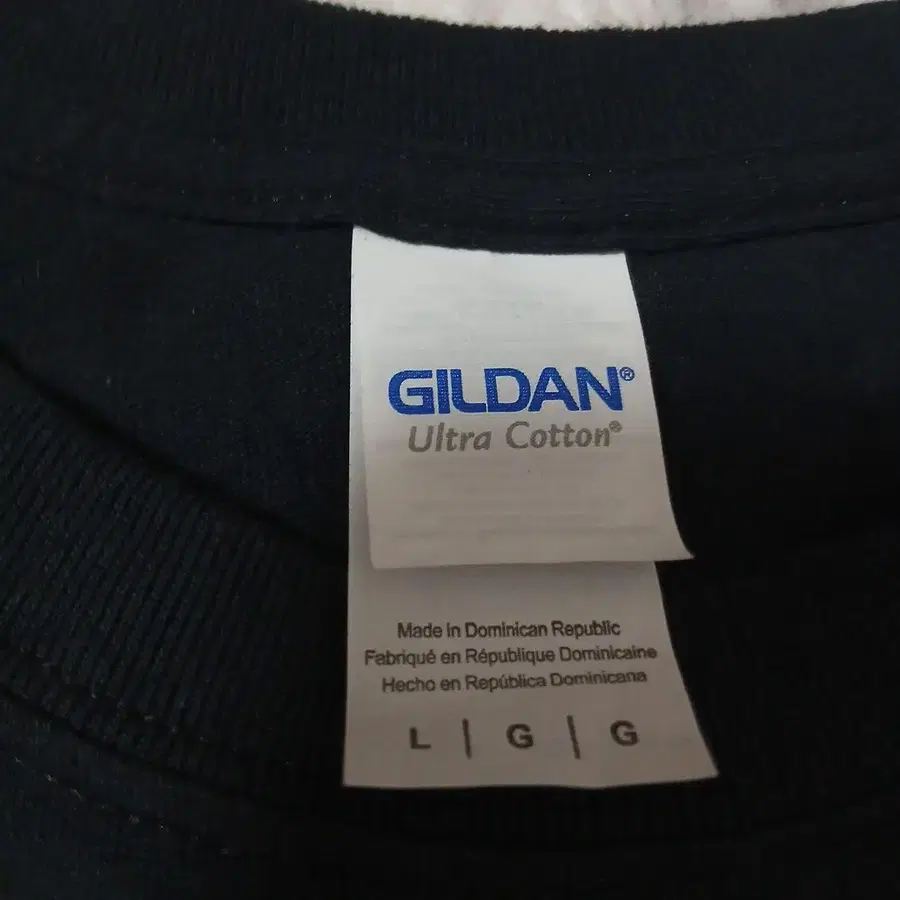 GILDAN®
Ultra Cotton®
Made in Dominican Republic
Fabriqué en République Dominicaine
Hecho en República Dominicana
L | G | G